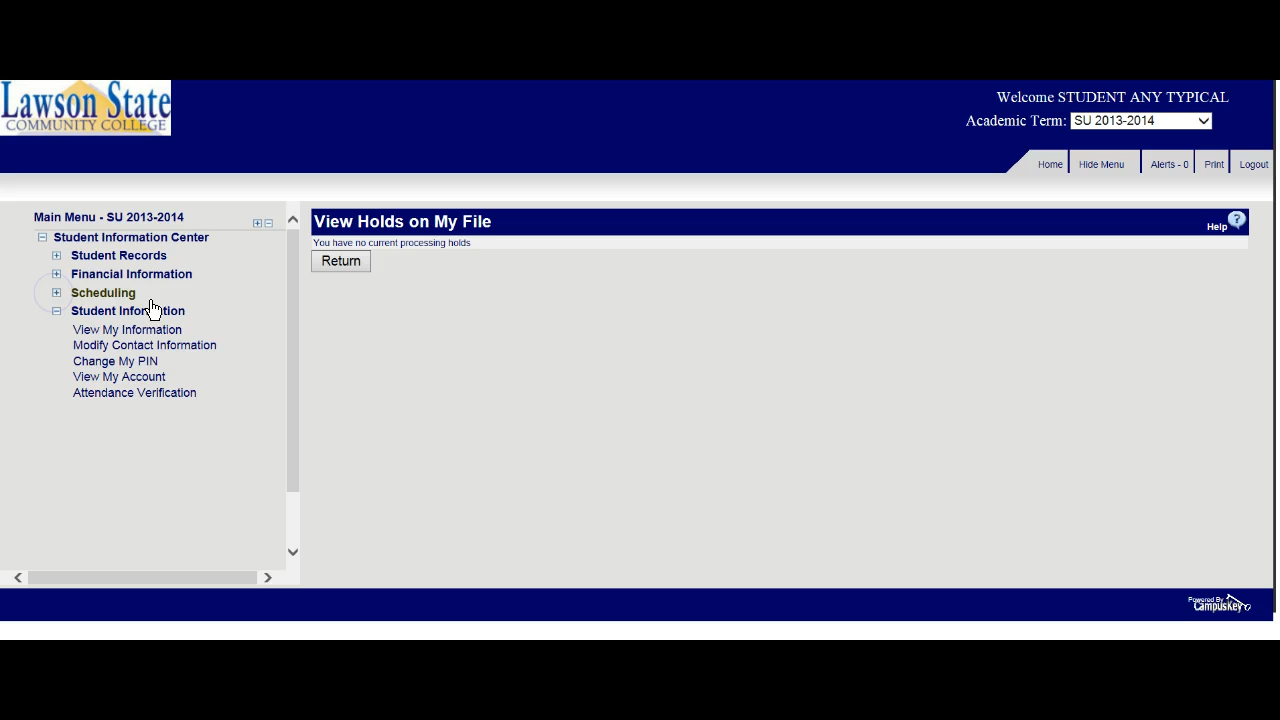 Lawson State
COMMUNITY COLLEGE
Welcome STUDENT ANY TYPICAL
Academic Term: SU 2013-2014
Home Hide Menu Alerts - 0 Print Logout
Main Menu - SU 2013-2014
Student Information Center
Student Records
Financial Information
Scheduling
Student Information
View My Information
Modify Contact Information
Change My PIN
View My Account
Attendance Verification
View Holds on My File
Help ?
You have no current processing holds
Return
Powered By
CampusKey